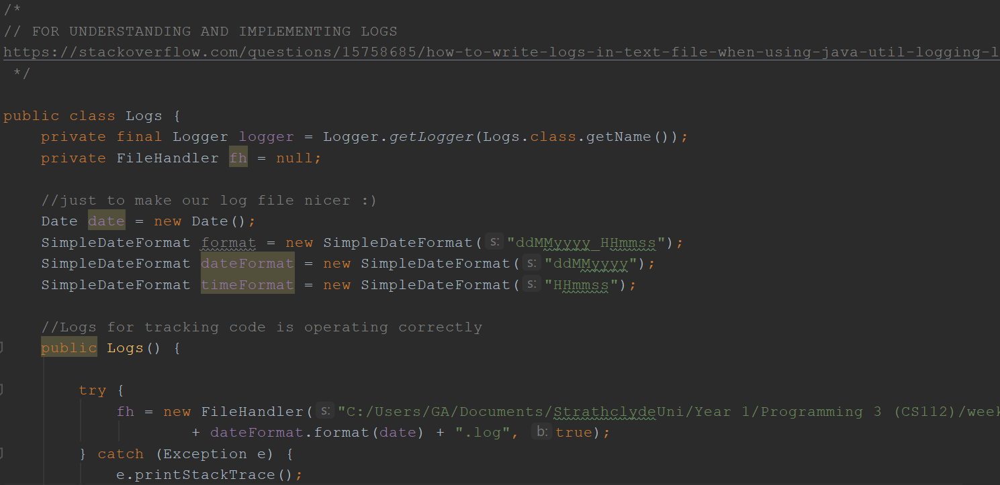 /*
// FOR UNDERSTANDING AND IMPLEMENTING LOGS
https://stackoverflow.com/questions/15758685/how-to-write-logs-in-text-file-when-using-java-util-logging-l
*/
public class Logs {
private final Logger logger = Logger.getLogger(Logs.class.getName());
private FileHandler fh = null;
//just to make our log file nicer :)
Date date = new Date();
SimpleDateFormat format = new SimpleDateFormat( s: "ddMMyyyy_HHmmss");
SimpleDateFormat dateFormat = new SimpleDateFormat( s: "ddMMyyyy");
SimpleDateFormat timeFormat = new SimpleDateFormat( s: "HHmmss");
//Logs for tracking code is operating correctly
public Logs() {
try {
fh = new FileHandler( s: "C:/Users/GA/Documents/StrathclydeUni/Year 1/Programming 3 (CS112)/week
+ dateFormat.format(date) + ".log", b: true);
} catch (Exception e) {
e.printStackTrace();